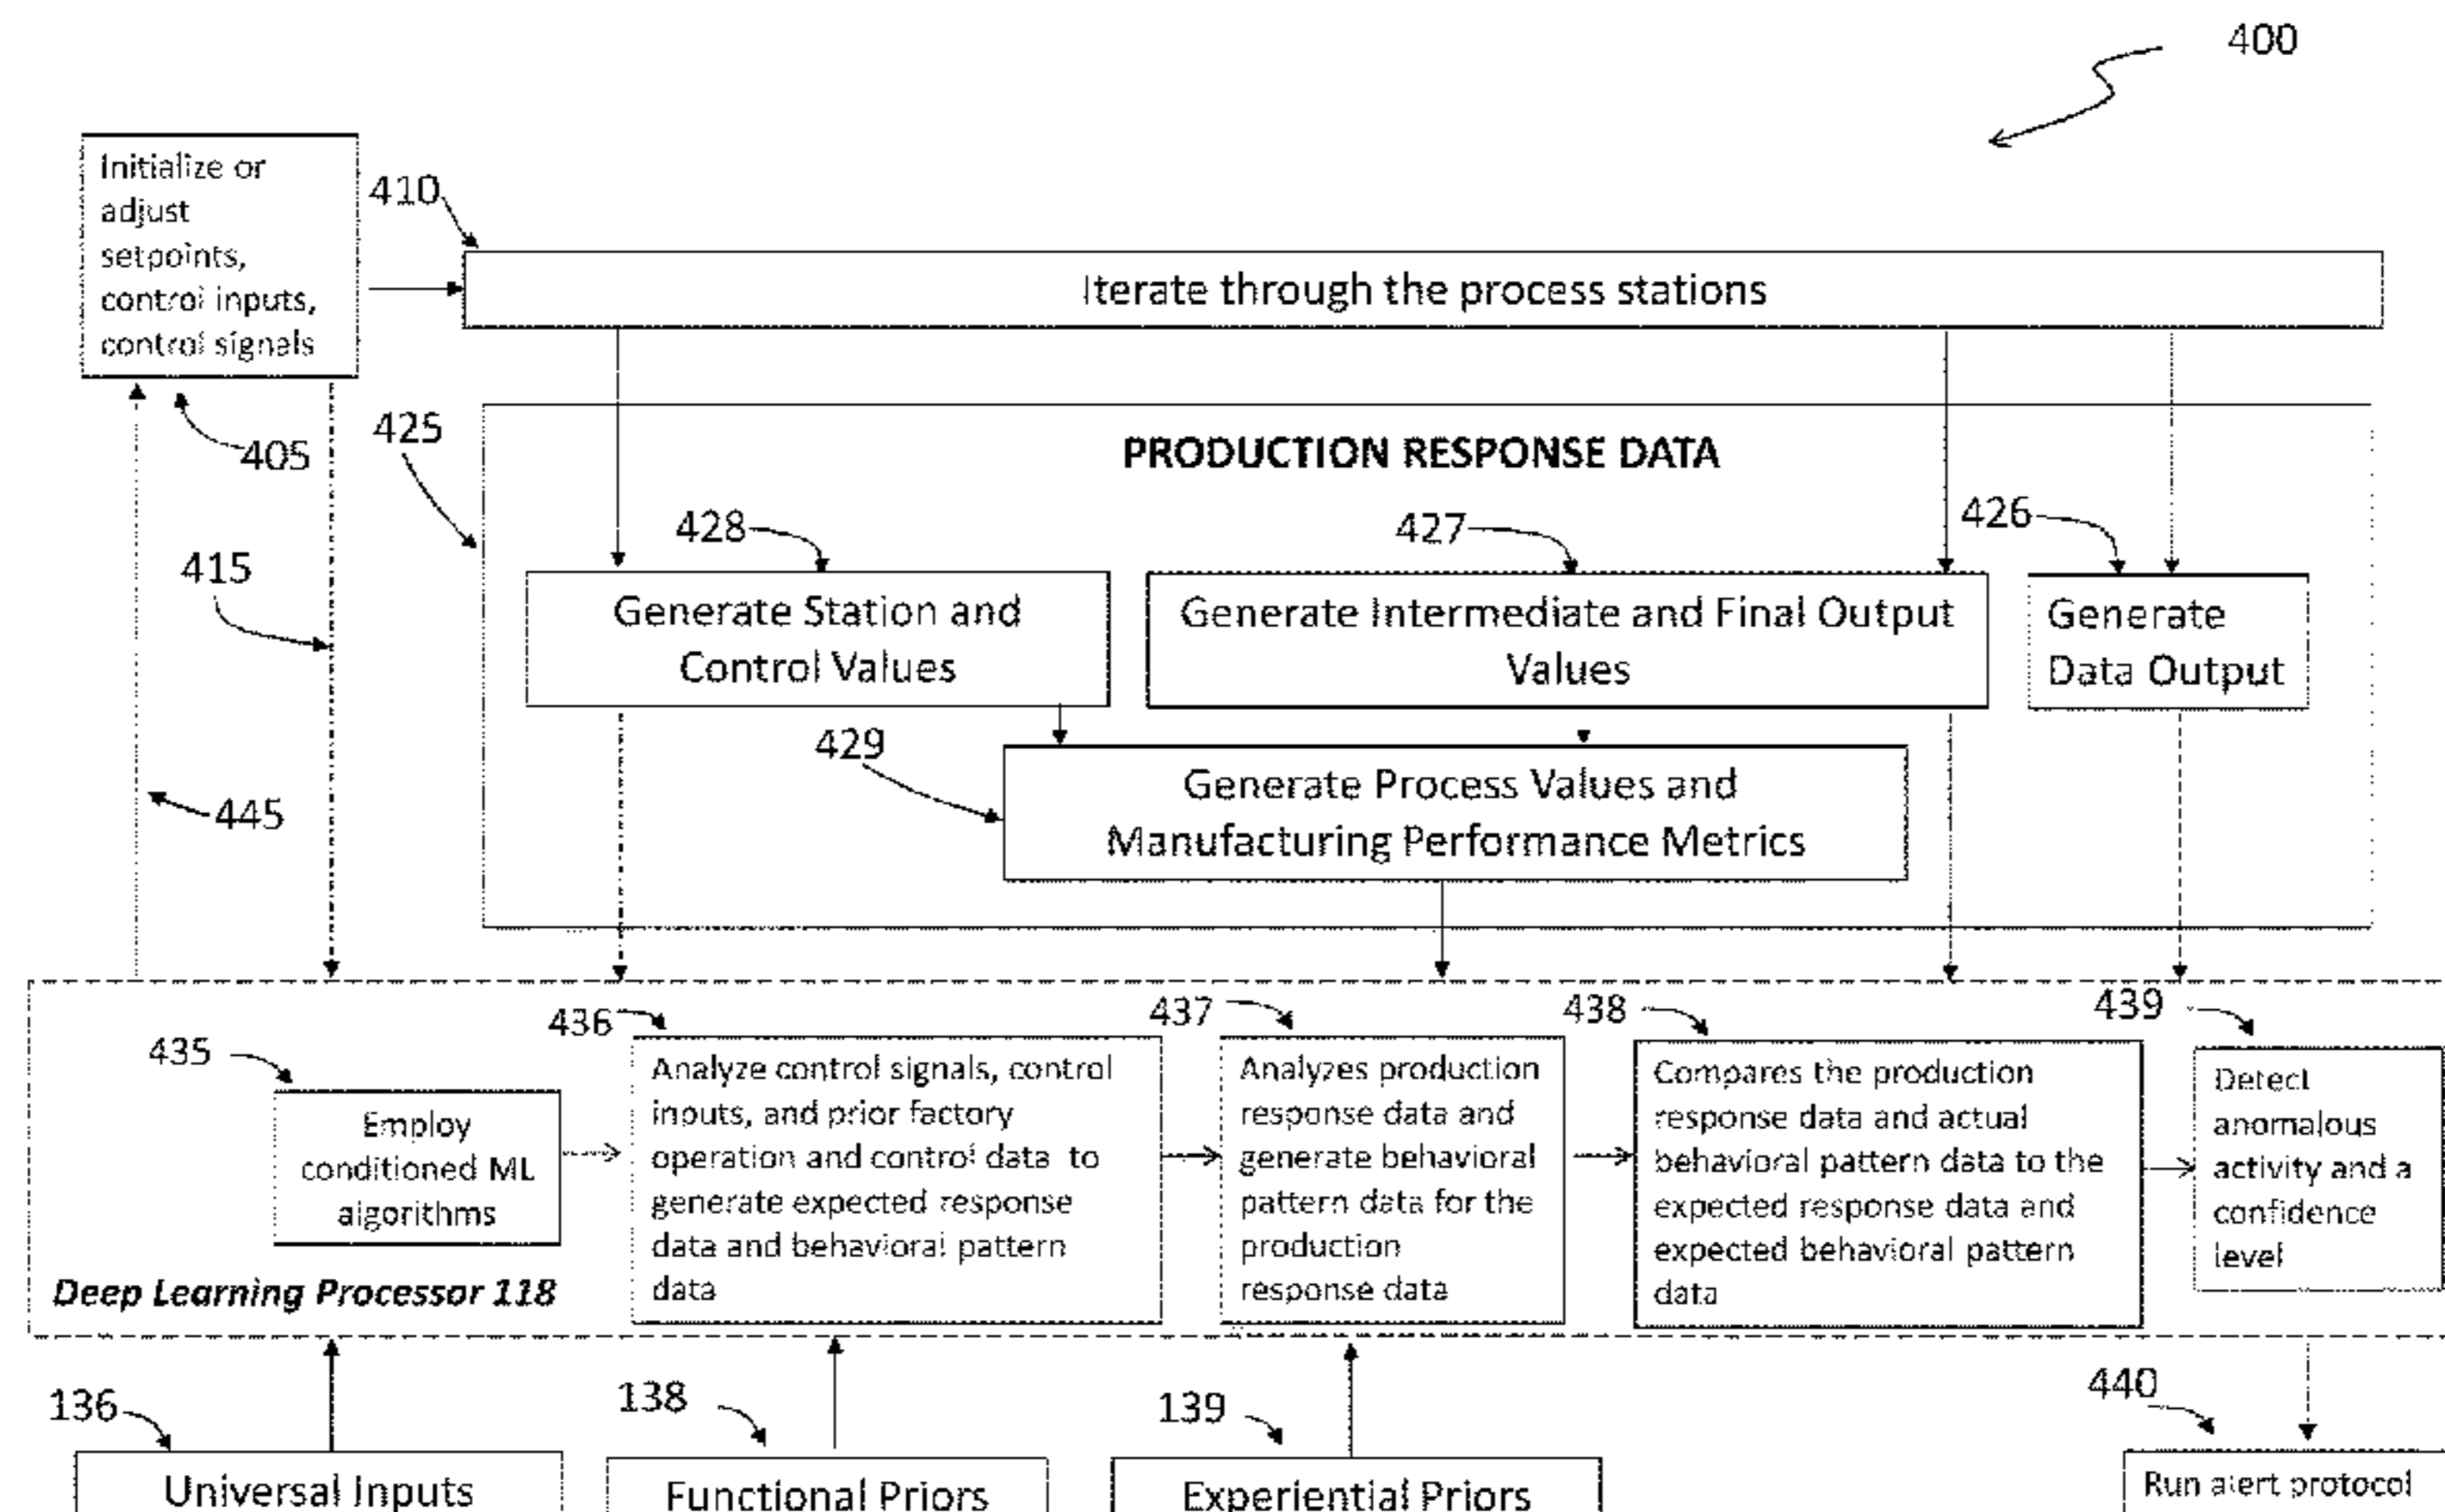 400
Initialize or
adjust
setpoints,
control inputs,
control signals
410
Iterate through the process stations
405
425
PRODUCTION RESPONSE DATA
428
427
426
415
Generate Station and
Control Values
Generate Intermediate and Final Output
Values
Generate
Data Output
429
445
Generate Process Values and
Manufacturing Performance Metrics
435
436
437
438
439
Employ
conditioned ML
algorithms
Analyze control signals, control
inputs, and prior factory
operation and control data to
generate expected response
data and behavioral pattern
data
Analyzes production
response data and
generate behavioral
pattern data for the
production
response data
Compares the production
response data and actual
behavioral pattern data to the
expected response data and
expected behavioral pattern
data
Detect
anomalous
activity and a
confidence
level
Deep Learning Processor 118
136
138
139
440
Universal Inputs
Functional Priors
Experiential Priors
Run alert protocol